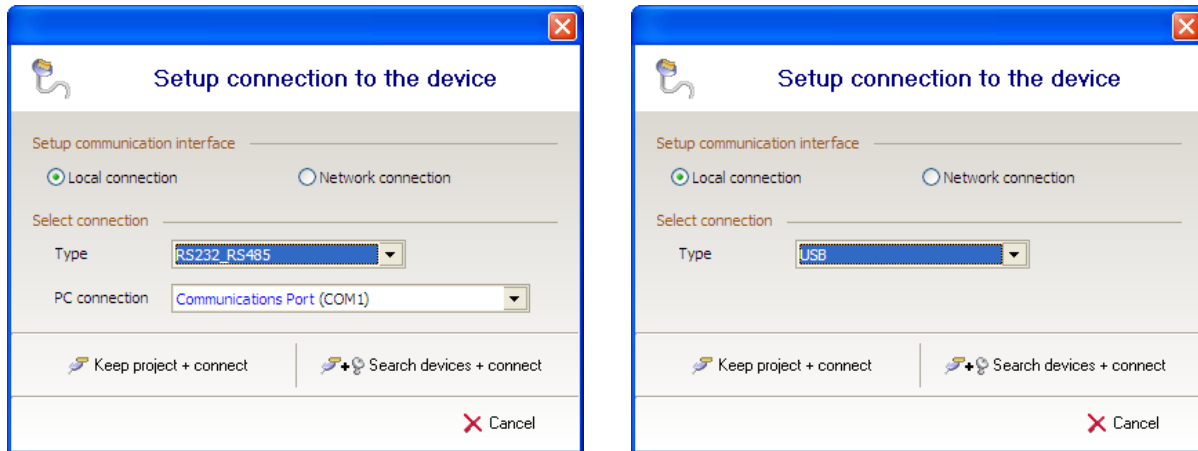 Setup connection to the device
Setup communication interface
Local connection
Network connection
Select connection
Type
RS232_RS485
PC connection
Communications Port (COM1)
Keep project + connect
Search devices + connect
Cancel
Setup connection to the device
Setup communication interface
Local connection
Network connection
Select connection
Type
USB
Keep project + connect
Search devices + connect
Cancel